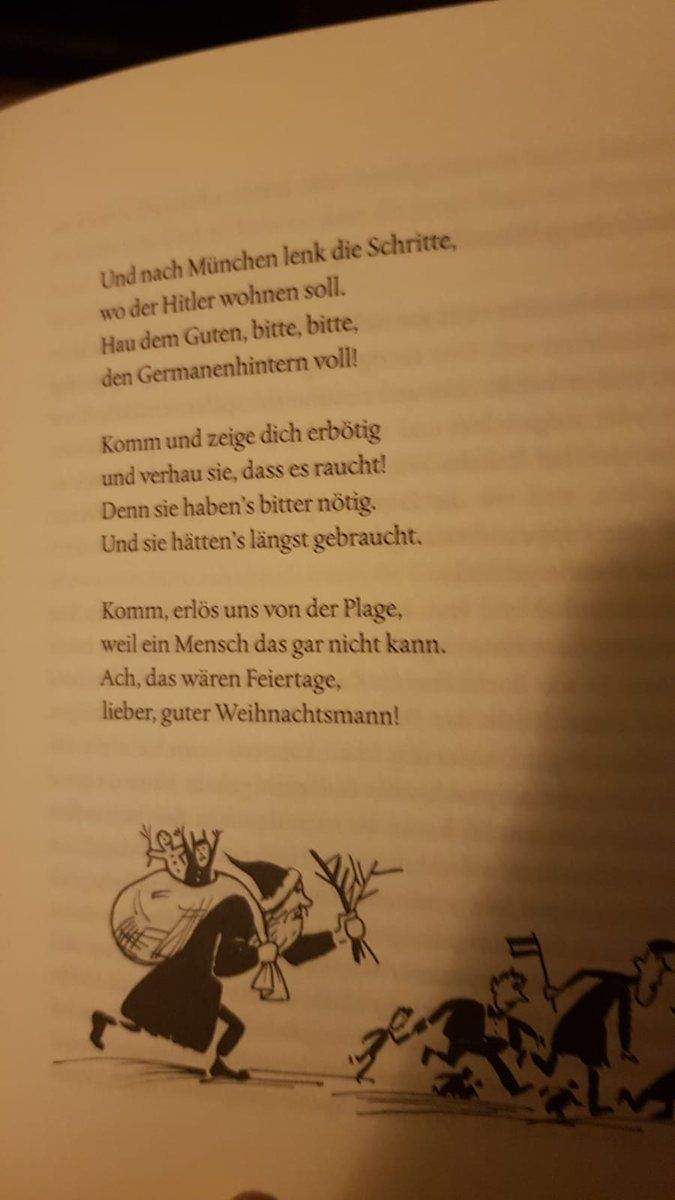 Und nach München lenk die Schritte,
wo der Hitler wohnen soll.
Hau dem Guten, bitte, bitte,
den Germanenhintern voll!
Komm und zeige dich erbötig
und verhau sie, dass es raucht!
Denn sie haben's bitter nötig.
Und sie hätten's längst gebraucht.
Komm, erlös uns von der Plage,
weil ein Mensch das gar nicht kann.
Ach, das wären Feiertage,
lieber, guter Weihnachtsmann!